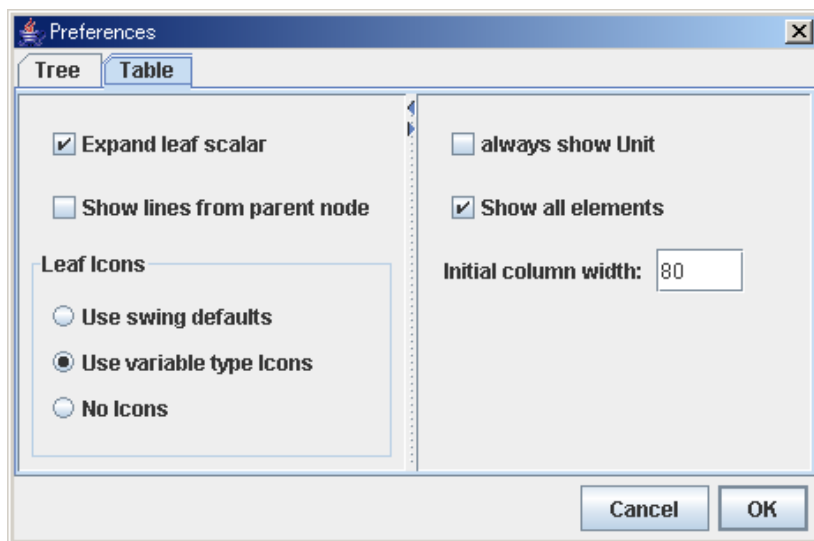 Preferences
Tree Table
Expand leaf scalar
Show lines from parent node
Leaf Icons
Use swing defaults
Use variable type Icons
No Icons
always show Unit
Show all elements
Initial column width: 80
Cancel OK